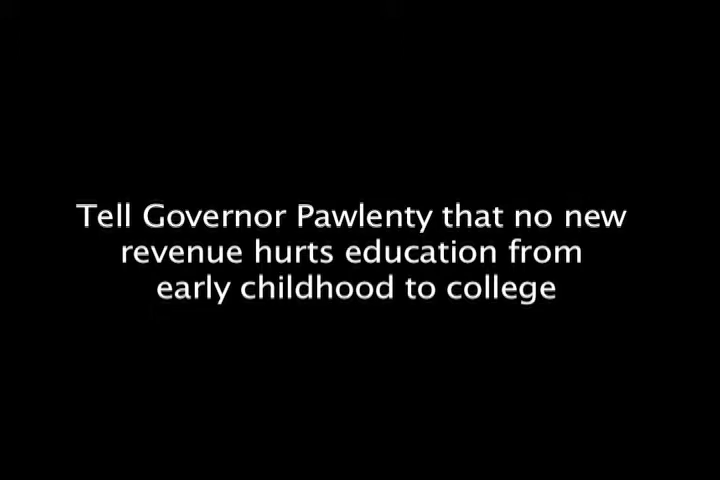 Tell Governor Pawlenty that no new
revenue hurts education from
early childhood to college